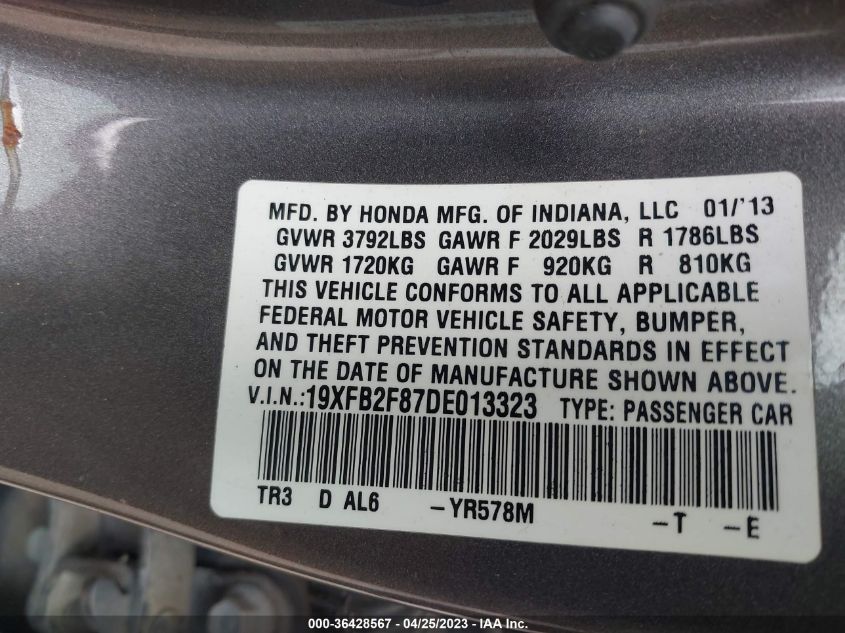 MFD. BY HONDA MFG. OF INDIANA, LLC 01/'13
GVWR 3792LBS GAWR F 2029LBS R 1786LBS
GVWR 1720KG GAWR F 920KG R 810KG
THIS VEHICLE CONFORMS TO ALL APPLICABLE
FEDERAL MOTOR VEHICLE SAFETY, BUMPER,
AND THEFT PREVENTION STANDARDS IN EFFECT
ON THE DATE OF MANUFACTURE SHOWN ABOVE.
V.I.N.:19XFB2F87DE013323 TYPE: PASSENGER CAR
TR3 D AL6 -YR578M -T -E
000-36428567 - 04/25/2023 - IAA Inc.